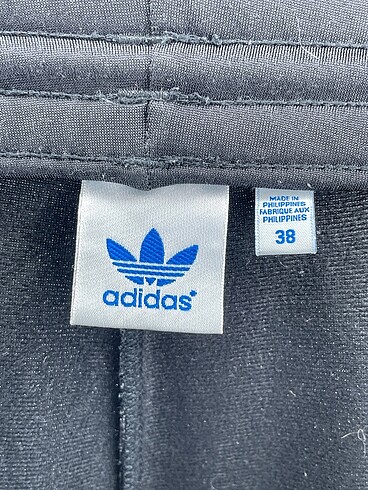 adidas
MADE IN
PHILIPPINES
FABRIQUE AUX
PHILIPPINES
38